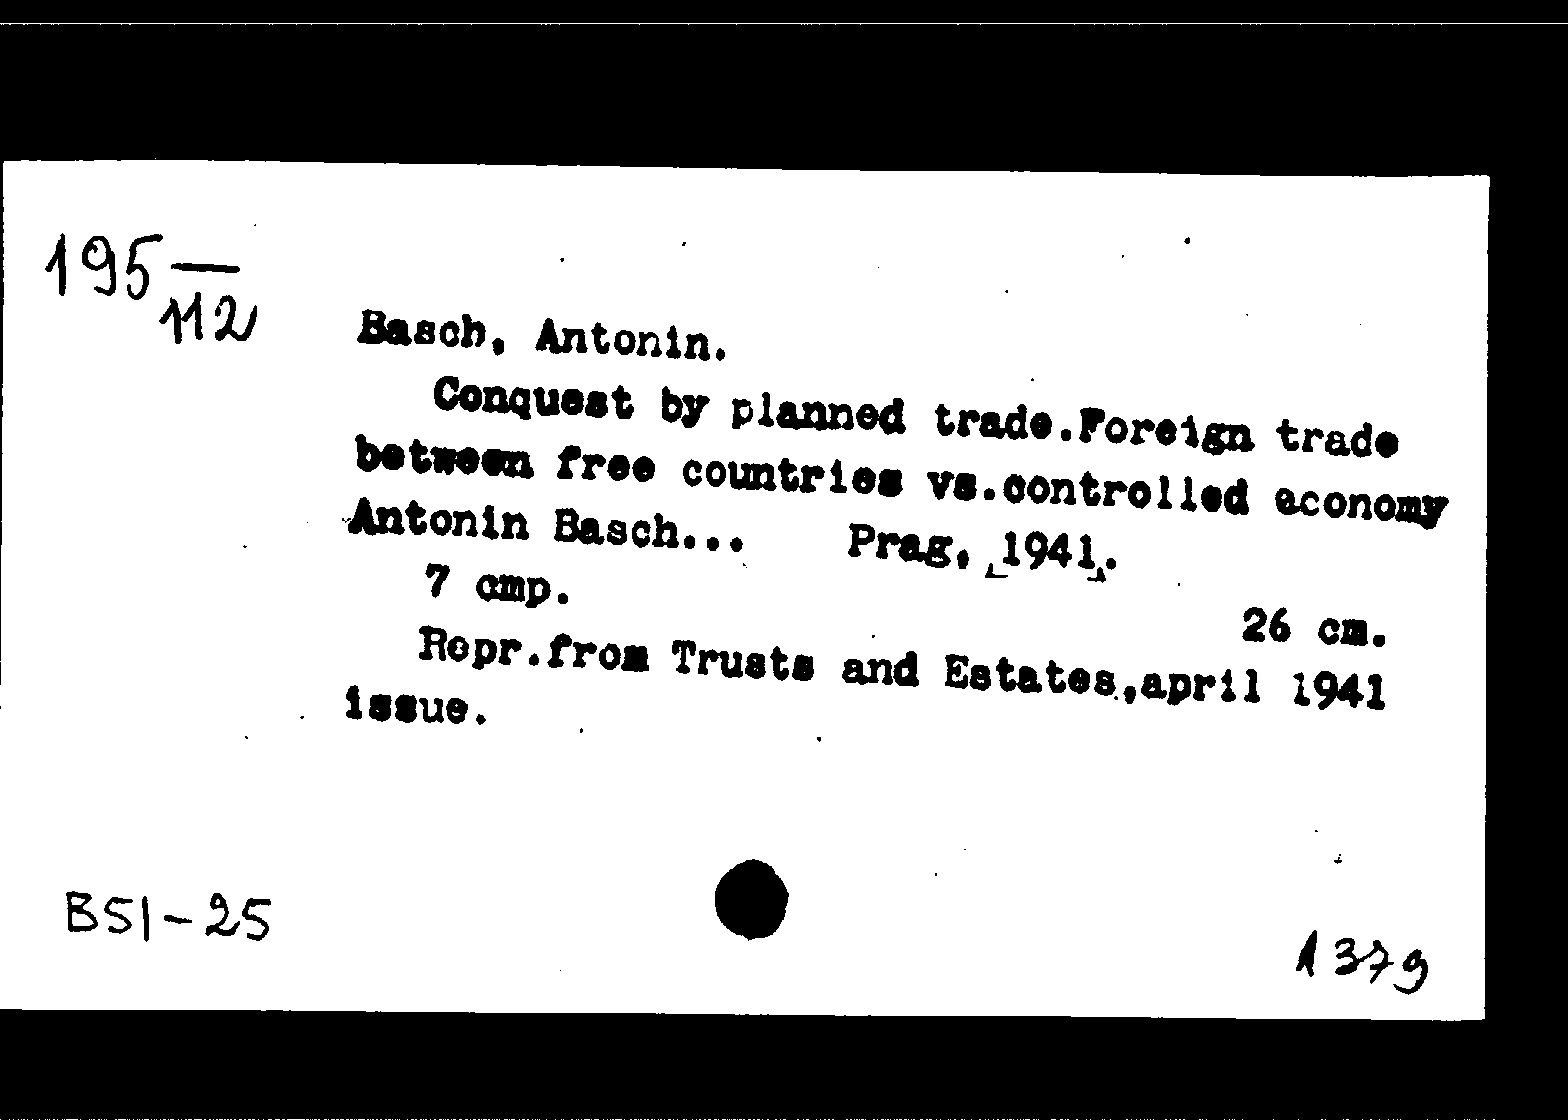 195—
112
Basch, Antonin.
Conquest by planned trade.Foreign trade
between free countries vs.controlled economy
Antonin Basch... Prag, [1941].
7 cmp. 26 cm.
Repr.from Trusts and Estates,april 1941
issue.
B51-25
1379